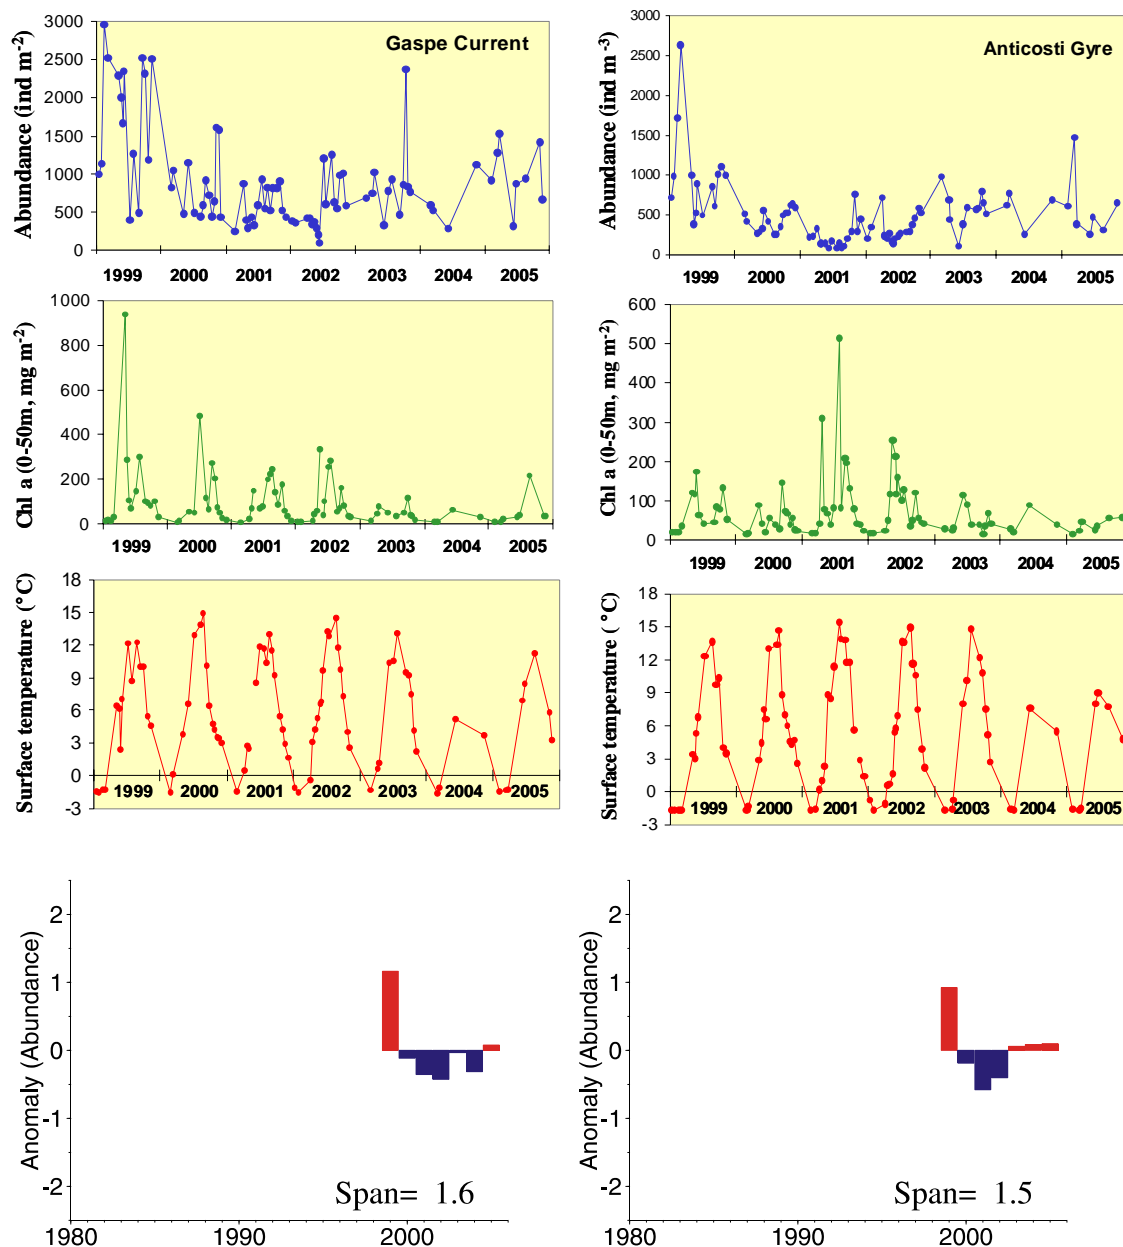 Gaspe Current
Abundance (ind m-2)
3000
2500
2000
1500
1000
500
0
1999 2000 2001 2002 2003 2004 2005
Anticosti Gyre
Abundance (ind m-3)
3000
2500
2000
1500
1000
500
0
1999 2000 2001 2002 2003 2004 2005
Chl a (0-50m, mg m-2)
1000
800
600
400
200
0
1999 2000 2001 2002 2003 2004 2005
Chl a (0-50m, mg m-2)
600
500
400
300
200
100
0
1999 2000 2001 2002 2003 2004 2005
Surface temperature (°C)
18
15
12
9
6
3
0
-3
1999 2000 2001 2002 2003 2004 2005
Surface temperature ( °C)
18
15
12
9
6
3
0
-3
1999 2000 2001 2002 2003 2004 2005
Anomaly (Abundance)
2
1
0
-1
-2
Span= 1.6
1980 1990 2000
Anomaly (Abundance)
2
1
0
-1
-2
Span= 1.5
1980 1990 2000